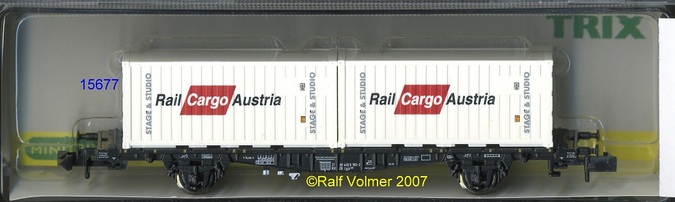 TRIX
15677
STAGE & STUDIO
Rail Cargo Austria
STAGE & STUDIO
STAGE & STUDIO
Rail Cargo Austria
STAGE & STUDIO
©Ralf Volmer 2007